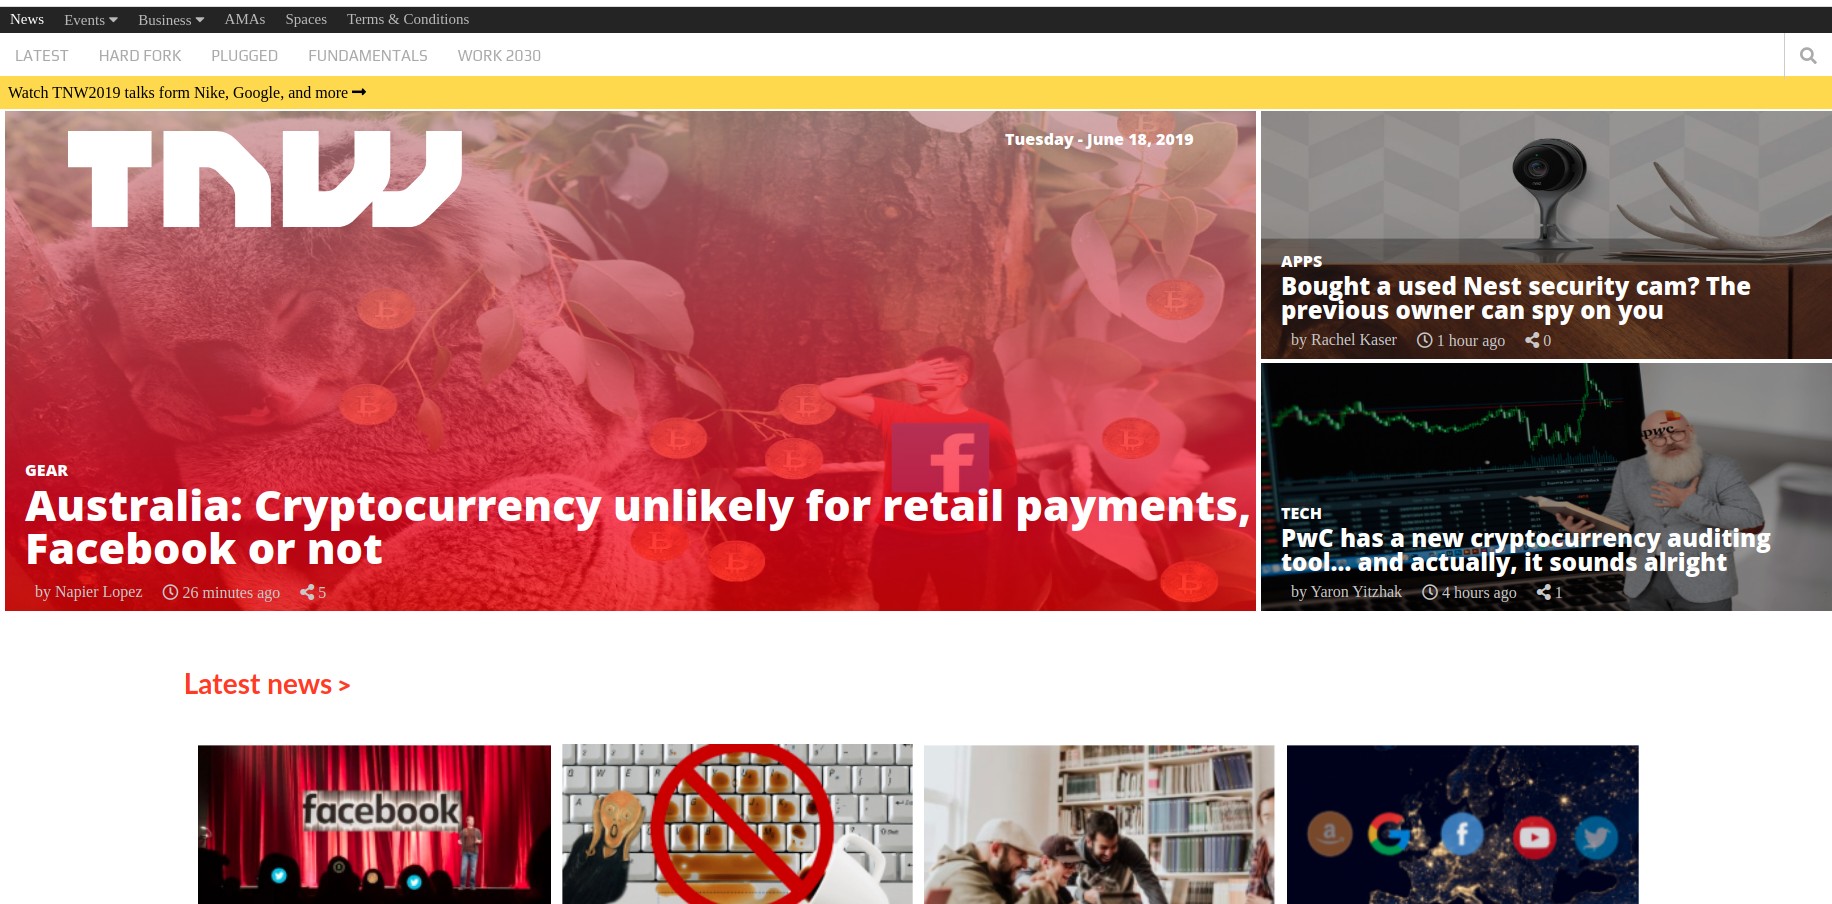 News Events Business AMAs Spaces Terms & Conditions
LATEST HARD FORK PLUGGED FUNDAMENTALS WORK 2030
Watch TNW2019 talks form Nike, Google, and more
TNW
Tuesday - June 18, 2019
GEAR
Australia: Cryptocurrency unlikely for retail payments,
Facebook or not
by Napier Lopez 26 minutes ago 5
APPS
Bought a used Nest security cam? The
previous owner can spy on you
by Rachel Kaser 1 hour ago 0
pwc
TECH
PwC has a new cryptocurrency auditing
tool... and actually, it sounds alright
by Yaron Yitzhak 4 hours ago 1
Latest news >
facebook